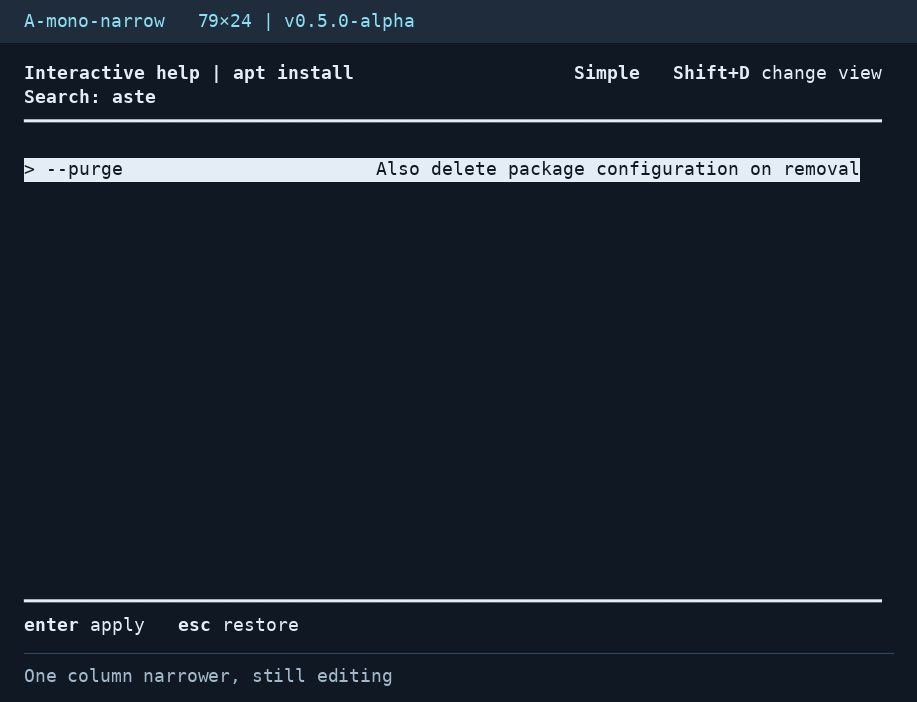 A-mono-narrow   79×24 | v0.5.0-alpha
Interactive help | apt install                    Simple   Shift+D change view
Search: aste
> --purge                       Also delete package configuration on removal
enter apply   esc restore
One column narrower, still editing